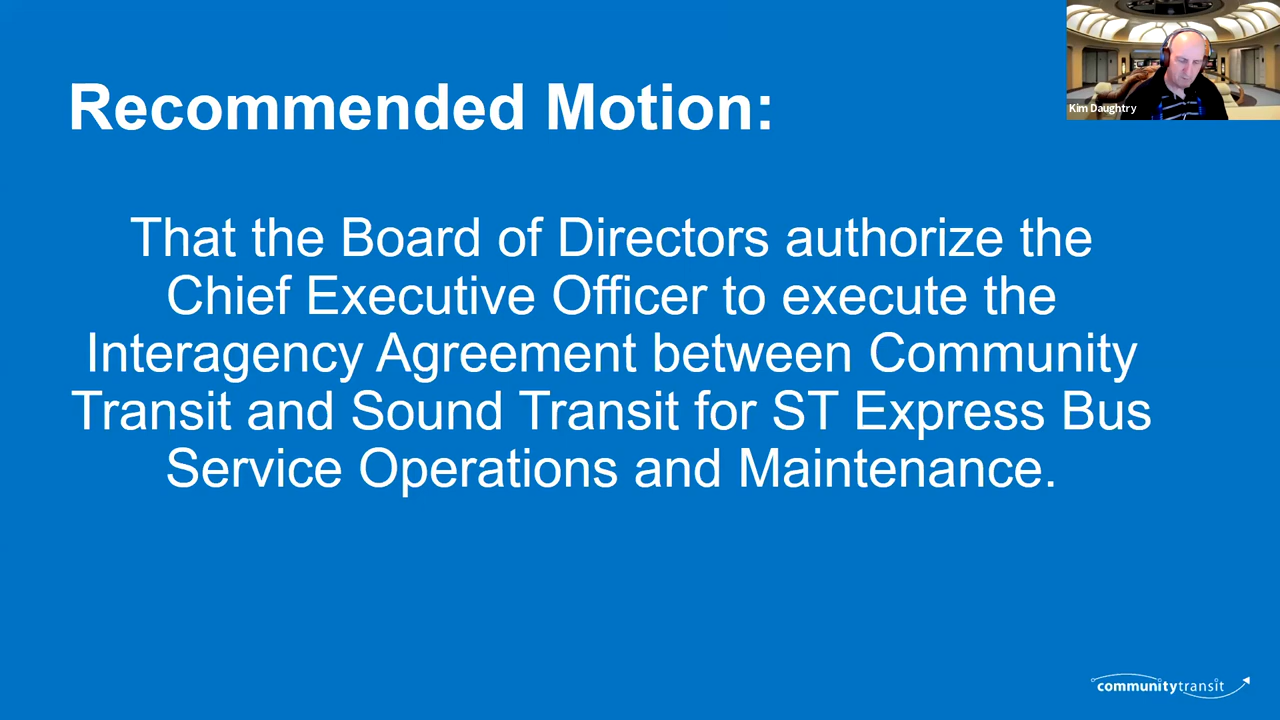 Kim Daughtry
Recommended Motion:
That the Board of Directors authorize the
Chief Executive Officer to execute the
Interagency Agreement between Community
Transit and Sound Transit for ST Express Bus
Service Operations and Maintenance.
communitytransit